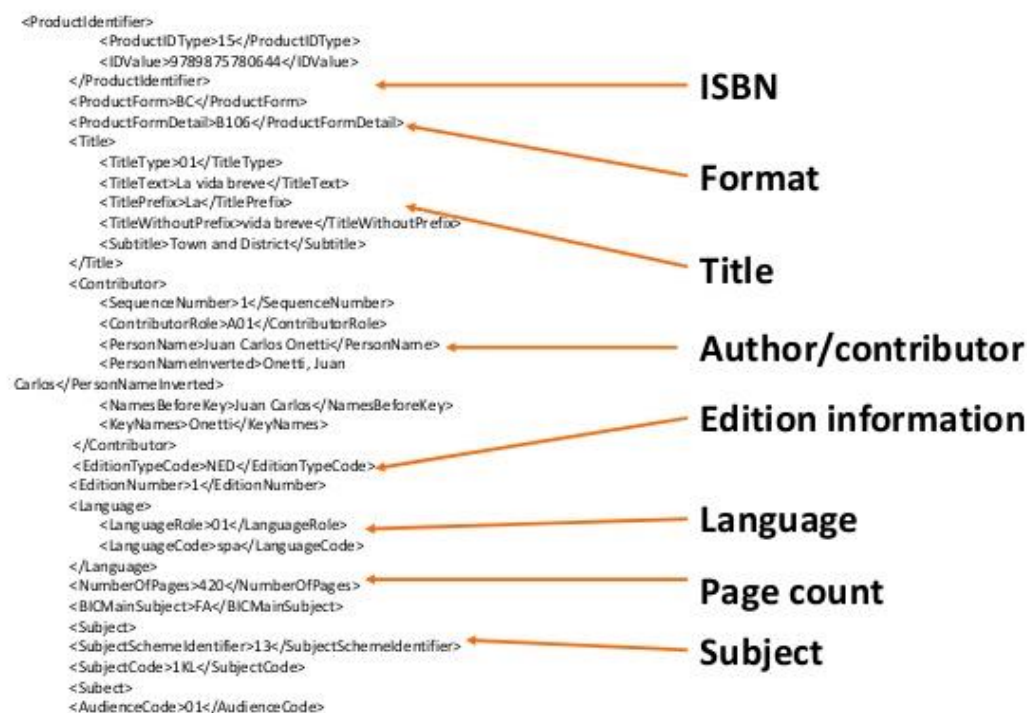 <ProductIdentifier>
<ProductIDType>15</ProductIDType>
<IDValue>9789875780644</IDValue>
</ProductIdentifier>
<ProductForm>BC</ProductForm>
<ProductFormDetail>B106</ProductFormDetail>
<Title>
<TitleType>01</TitleType>
<TitleText>La vida breve</TitleText>
<TitlePrefix>La</TitlePrefix>
<TitleWithoutPrefix>vida breve</TitleWithoutPrefix>
<Subtitle>Town and District</Subtitle>
</Title>
<Contributor>
<SequenceNumber>1</SequenceNumber>
<ContributorRole>A01</ContributorRole>
<PersonName>Juan Carlos Onetti</PersonName>
<PersonNameInverted>Onetti, Juan
Carlos</PersonNameInverted>
<NamesBeforeKey>Juan Carlos</NamesBeforeKey>
<KeyNames>Onetti</KeyNames>
</Contributor>
<EditionTypeCode>NED</EditionTypeCode>
<EditionNumber>1</EditionNumber>
<Language>
<LanguageRole>01</LanguageRole>
<LanguageCode>spa</LanguageCode>
</Language>
<NumberOfPages>420</NumberOfPages>
<BICMainSubject>FA</BICMainSubject>
<Subject>
<SubjectSchemeIdentifier>13</SubjectSchemeIdentifier>
<SubjectCode>1KL</SubjectCode>
<Subect>
<AudienceCode>01</AudienceCode>
ISBN
Format
Title
Author/contributor
Edition information
Language
Page count
Subject